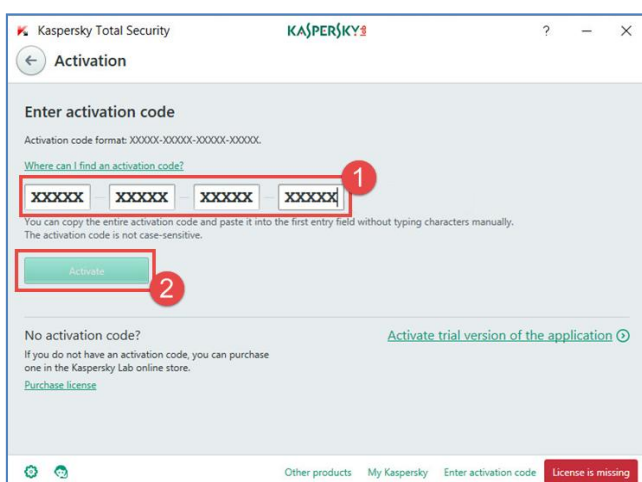 Kaspersky Total Security
KASPERSKY lab
?
Activation
Enter activation code
Activation code format: XXXXX-XXXXX-XXXXX-XXXXX.
Where can I find an activation code?
1
XXXXX – XXXXX – XXXXX – XXXXX
You can copy the entire activation code and paste it into the first entry field without typing characters manually.
The activation code is not case-sensitive.
Activate
2
No activation code?
Activate trial version of the application
If you do not have an activation code, you can purchase
one in the Kaspersky Lab online store.
Purchase license
Other products My Kaspersky Enter activation code License is missing